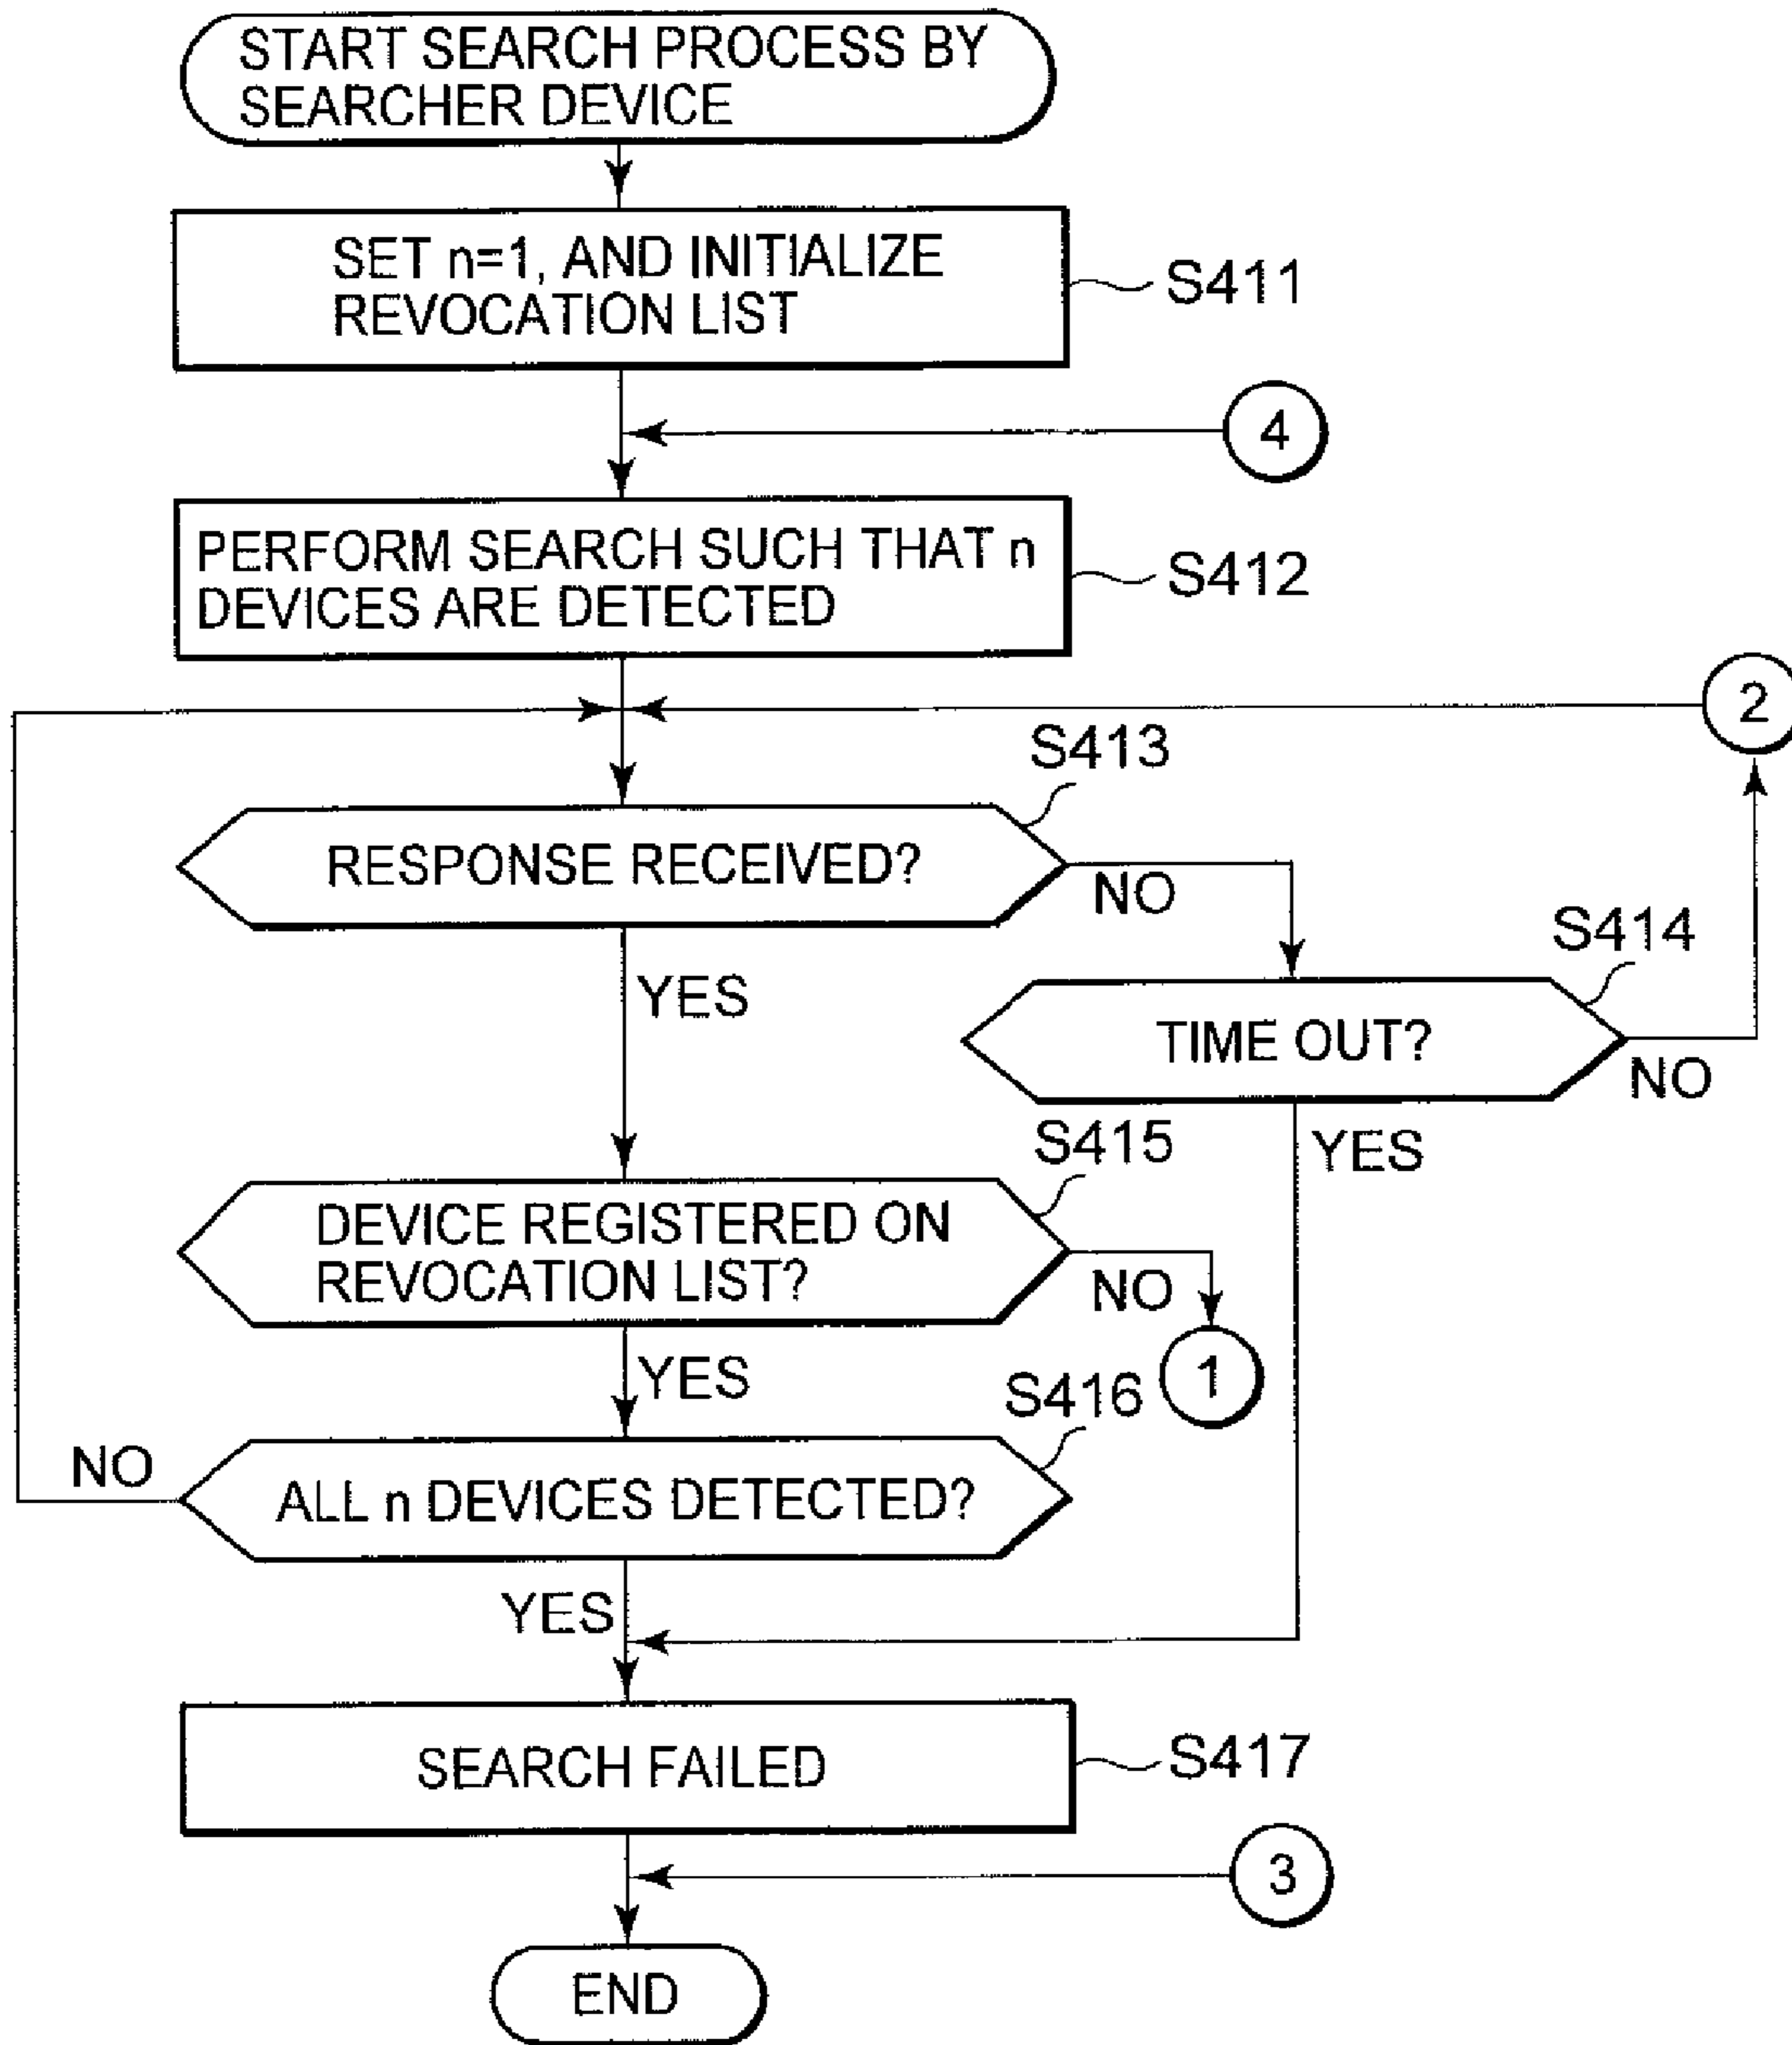 START SEARCH PROCESS BY
SEARCHER DEVICE
SET n=1, AND INITIALIZE
REVOCATION LIST
S411
4
PERFORM SEARCH SUCH THAT n
DEVICES ARE DETECTED
S412
2
S413
RESPONSE RECEIVED?
NO
S414
YES
TIME OUT?
NO
S415
YES
DEVICE REGISTERED ON
REVOCATION LIST?
NO
1
YES
S416
NO
ALL n DEVICES DETECTED?
YES
SEARCH FAILED
S417
3
END